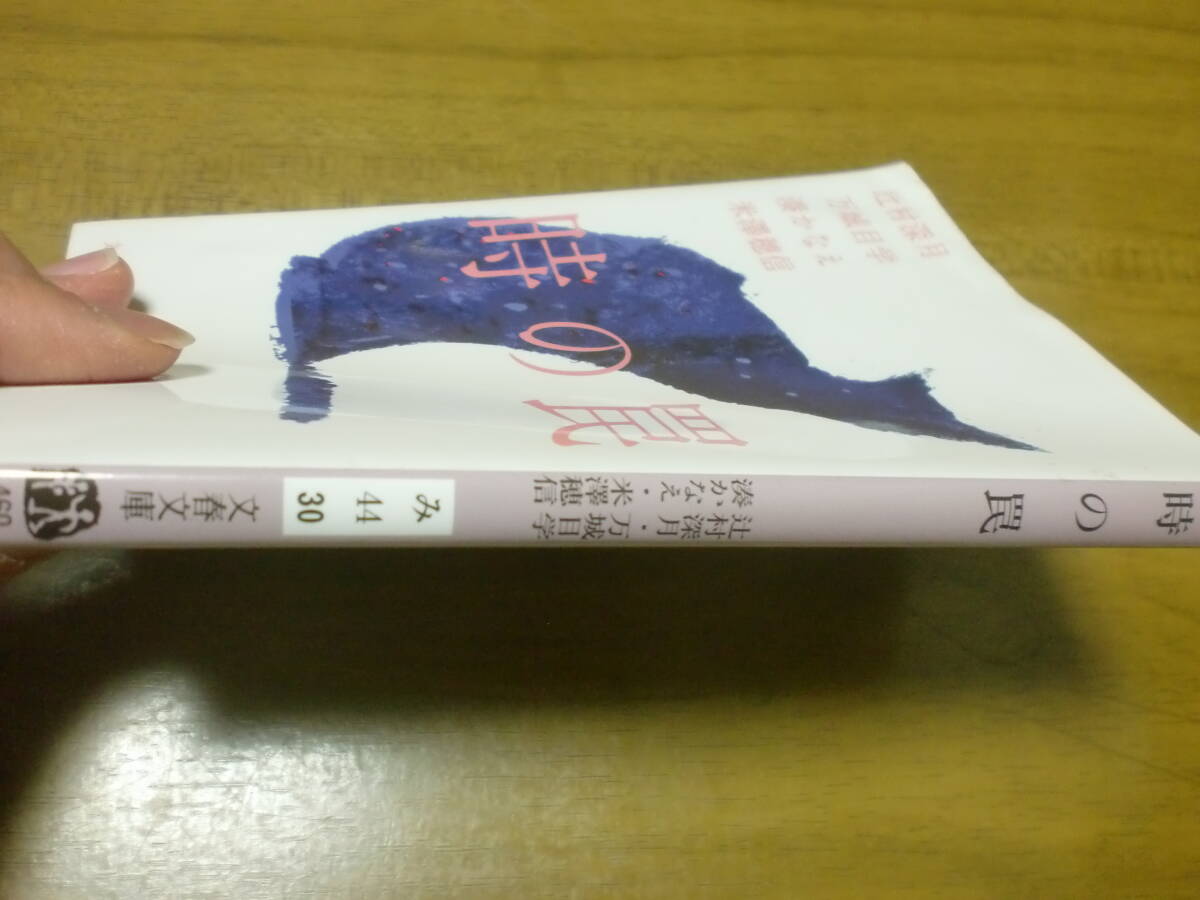 時の罠
辻村深月
万城目学
湊かなえ
米澤穂信
時の罠
辻村深月・万城目学
湊かなえ・米澤穂信
み
44
30
文春文庫
460